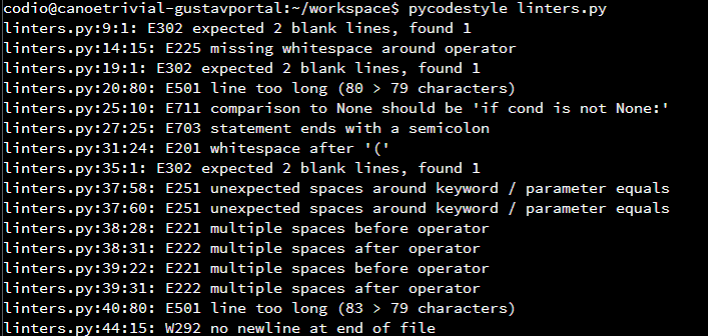 codio@canoetrivial-gustavportal:~/workspace$ pycodestyle linters.py
linters.py:9:1: E302 expected 2 blank lines, found 1
linters.py:14:15: E225 missing whitespace around operator
linters.py:19:1: E302 expected 2 blank lines, found 1
linters.py:20:80: E501 line too long (80 > 79 characters)
linters.py:25:10: E711 comparison to None should be 'if cond is not None:'
linters.py:27:25: E703 statement ends with a semicolon
linters.py:31:24: E201 whitespace after '('
linters.py:35:1: E302 expected 2 blank lines, found 1
linters.py:37:58: E251 unexpected spaces around keyword / parameter equals
linters.py:37:60: E251 unexpected spaces around keyword / parameter equals
linters.py:38:28: E221 multiple spaces before operator
linters.py:38:31: E222 multiple spaces after operator
linters.py:39:22: E221 multiple spaces before operator
linters.py:39:31: E222 multiple spaces after operator
linters.py:40:80: E501 line too long (83 > 79 characters)
linters.py:44:15: W292 no newline at end of file